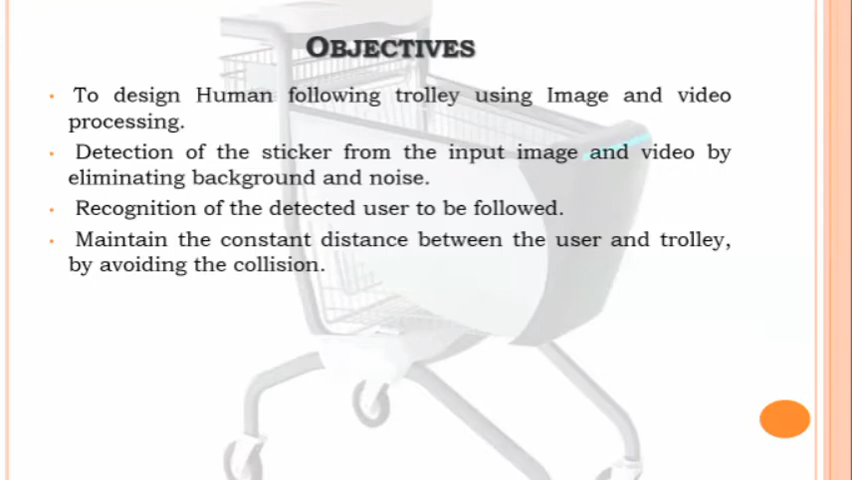 OBJECTIVES
• To design Human following trolley using Image and video
processing.
• Detection of the sticker from the input image and video by
eliminating background and noise.
• Recognition of the detected user to be followed.
• Maintain the constant distance between the user and trolley,
by avoiding the collision.